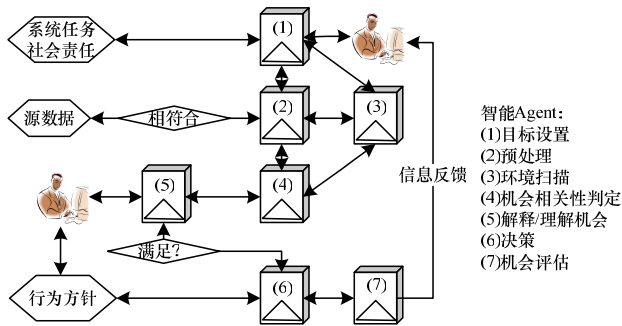 系统任务
社会责任
(1)
源数据
相符合
(2)
(3)
智能Agent：
(1)目标设置
(2)预处理
(3)环境扫描
(4)机会相关性判定
(5)解释/理解机会
(6)决策
(7)机会评估
信息反馈
(5)
(4)
满足?
行为方针
(6)
(7)